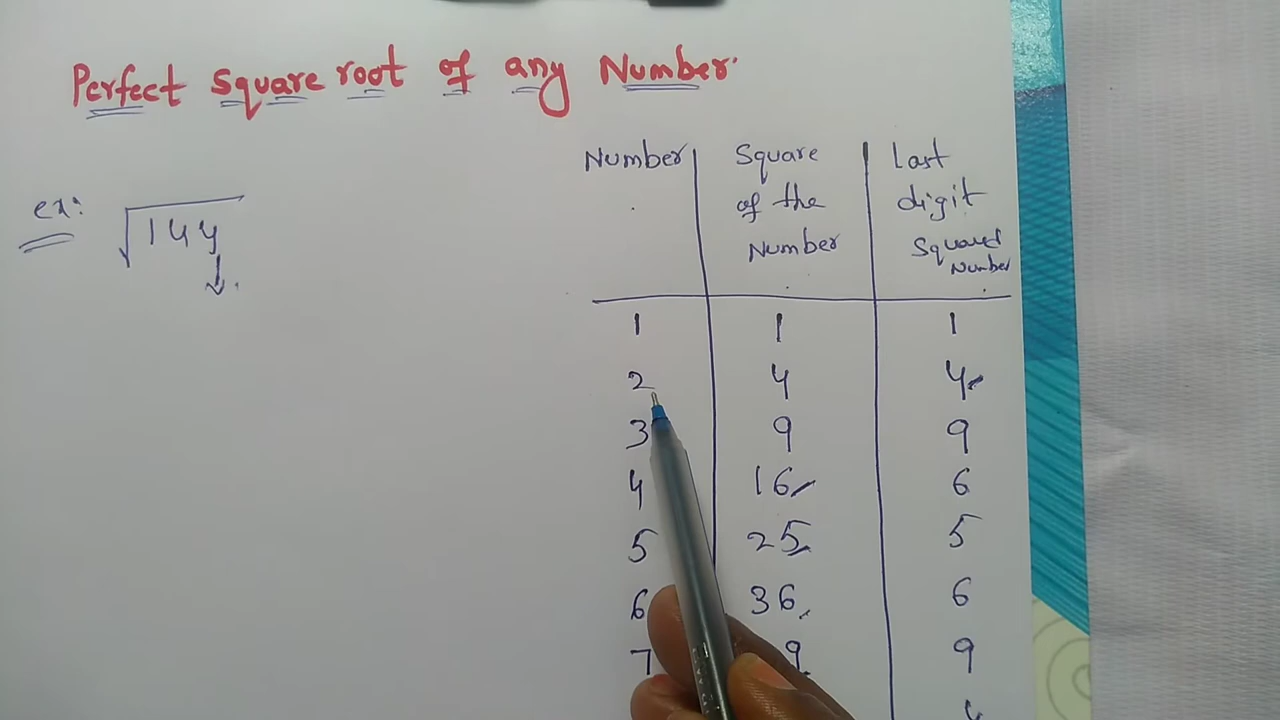 Perfect Square root of any Number
ex: √144
Number | Square of the Number | Last digit Squared Number
1 | 1 | 1
2 | 4 | 4
3 | 9 | 9
4 | 16 | 6
5 | 25 | 5
6 | 36 | 6
7 | 9 | 9